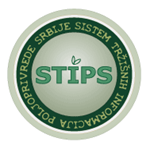 SISTEM TRŽIŠNIH INFORMACIJA POLJOPRIVREDE SRBIJE
STIPS